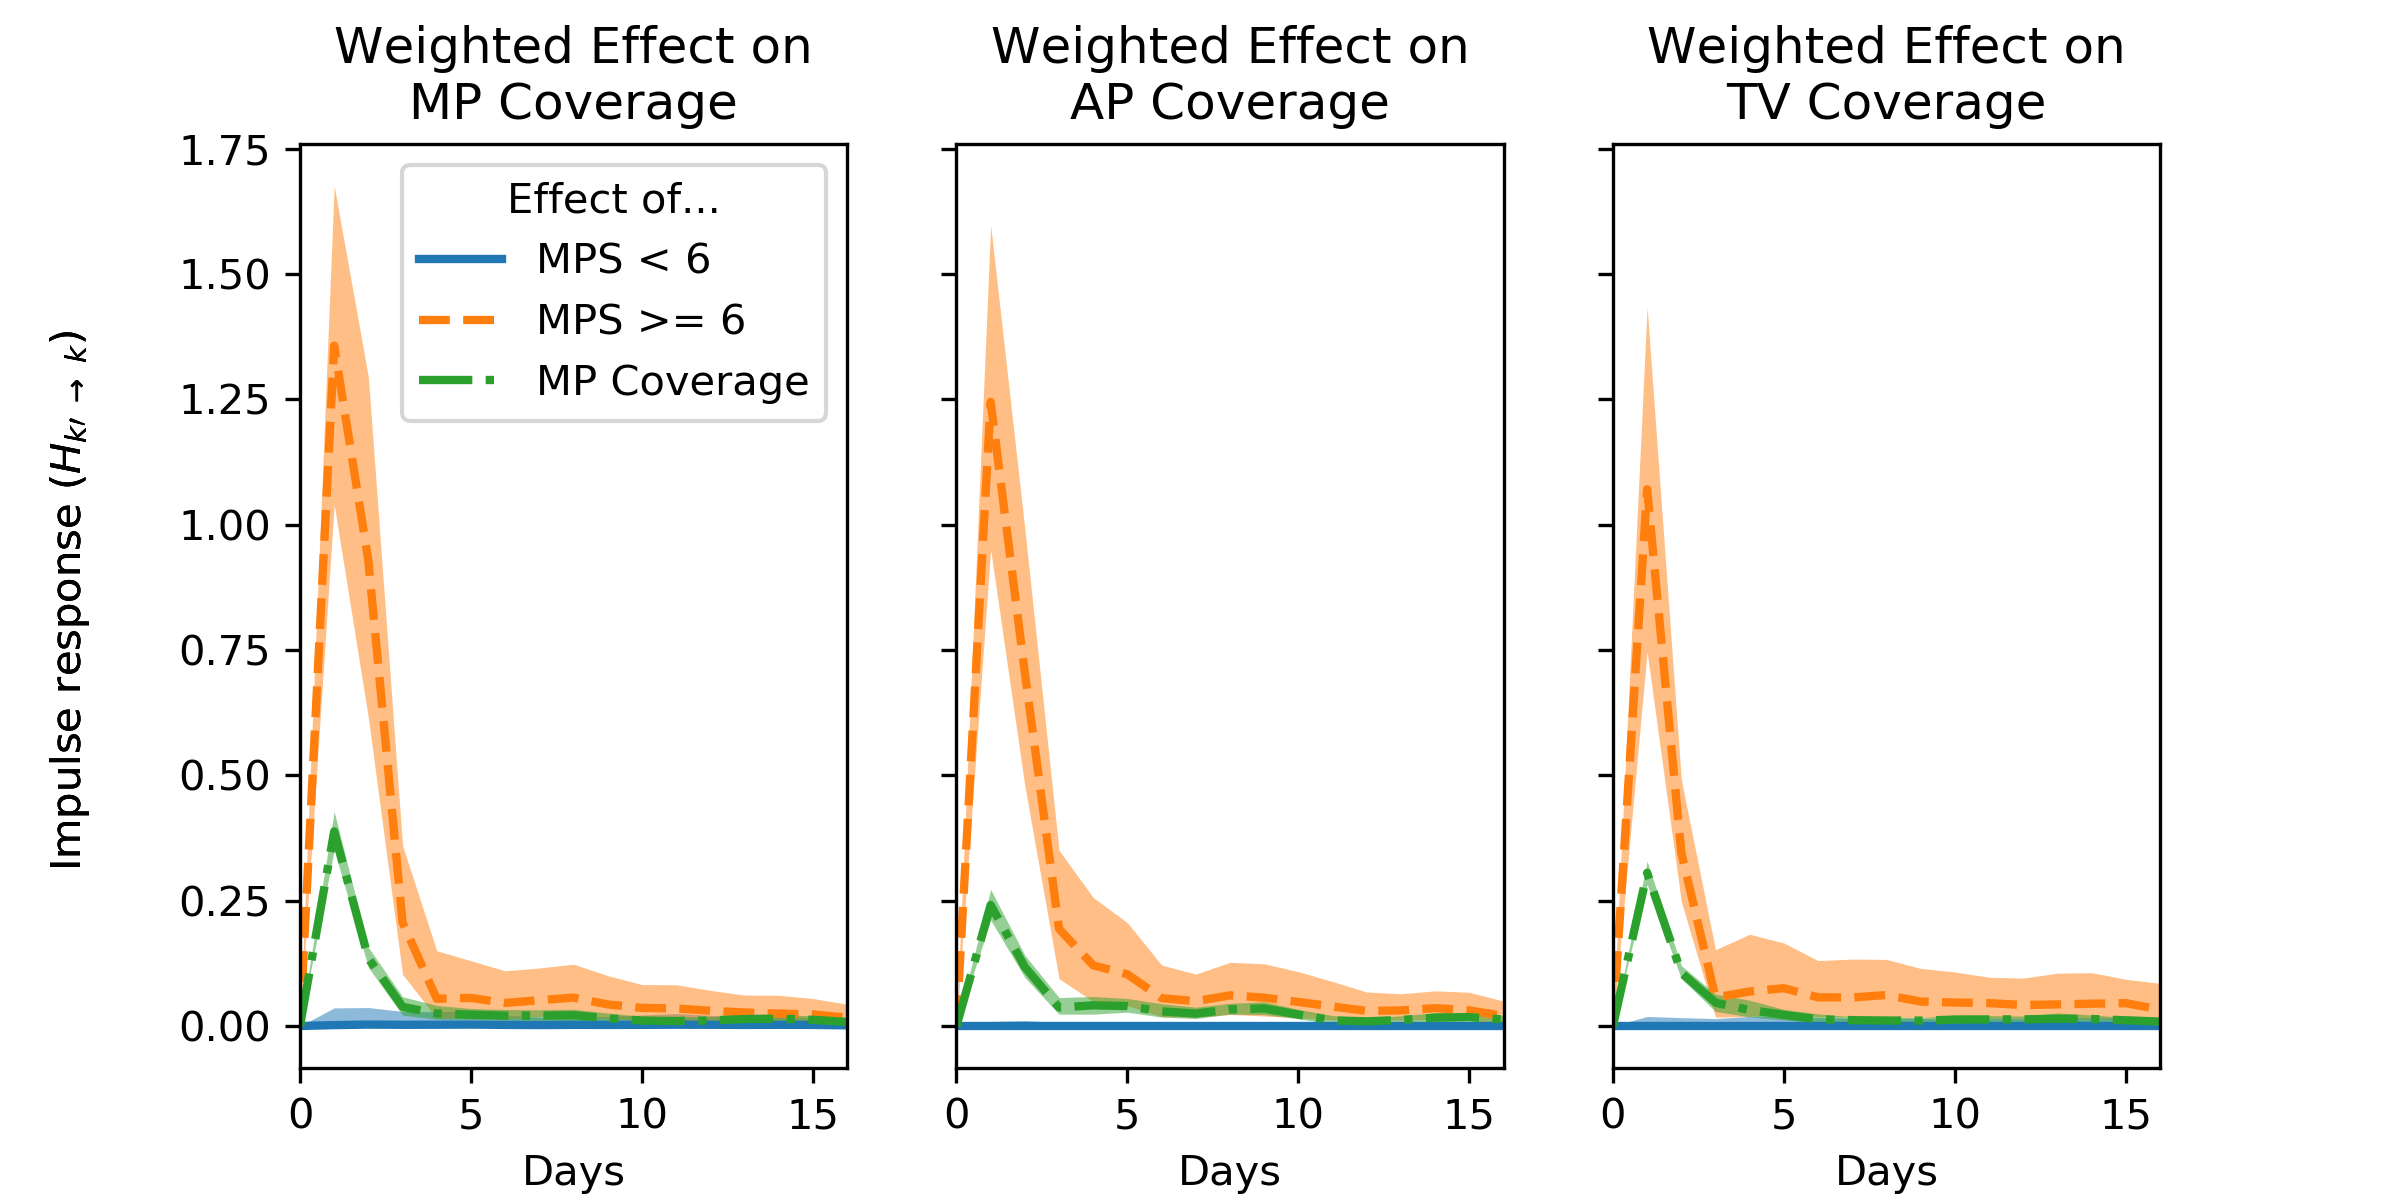 Weighted Effect on
MP Coverage
Weighted Effect on
AP Coverage
Weighted Effect on
TV Coverage
Impulse response (H_{k′ → k})
1.75
1.50
1.25
1.00
0.75
0.50
0.25
0.00
Effect of...
MPS < 6
MPS >= 6
MP Coverage
0 5 10 15
0 5 10 15
0 5 10 15
Days
Days
Days